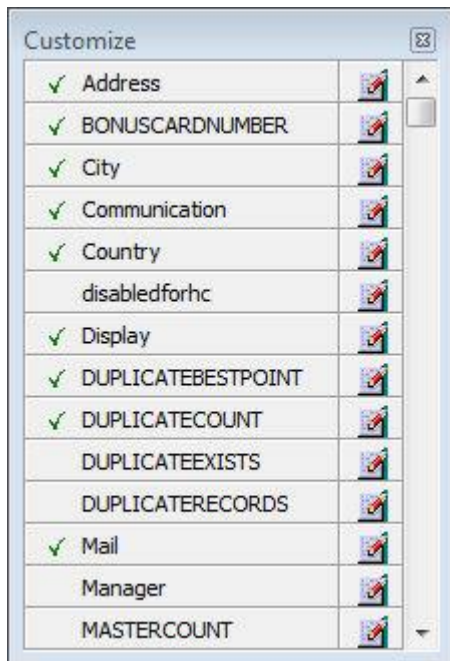 Customize
Address
BONUSCARDNUMBER
City
Communication
Country
disabledforhc
Display
DUPLICATEBESTPOINT
DUPLICATECOUNT
DUPLICATEEXISTS
DUPLICATERECORDS
Mail
Manager
MASTERCOUNT